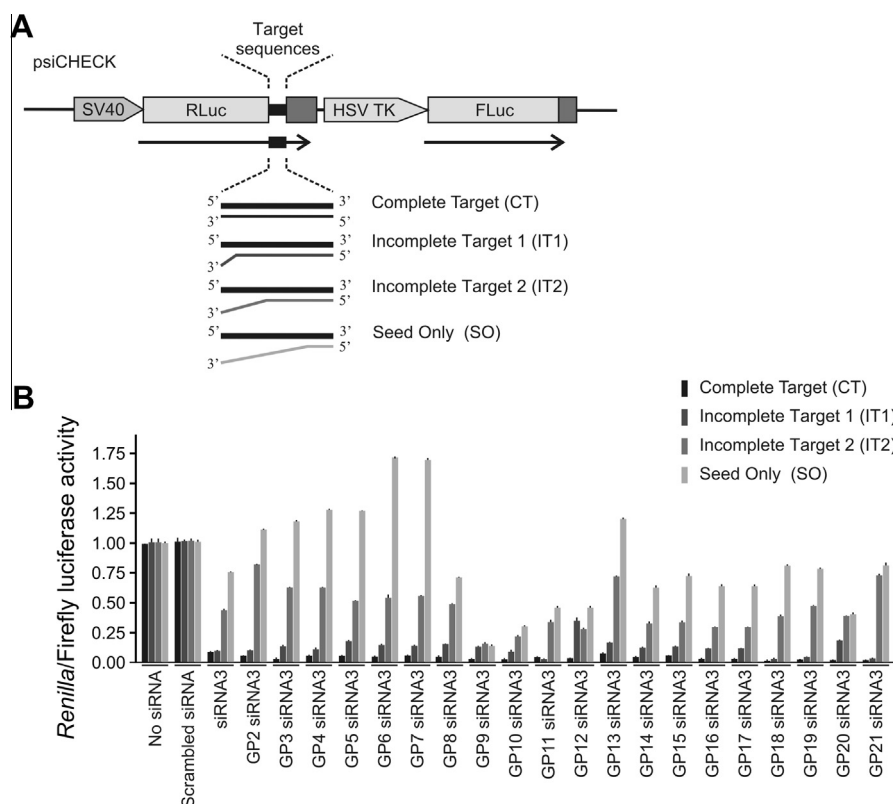 A
Target
sequences
psiCHECK
SV40
RLuc
HSV TK
FLuc
5’ 3’ Complete Target (CT)
3’ 5’
5’ 3’ Incomplete Target 1 (IT1)
3’ 5’
5’ 3’ Incomplete Target 2 (IT2)
3’ 5’
5’ 3’ Seed Only (SO)
3’ 5’
B
Complete Target (CT)
Incomplete Target 1 (IT1)
Incomplete Target 2 (IT2)
Seed Only (SO)
Renilla/Firefly luciferase activity
1.75
1.50
1.25
1.00
0.75
0.50
0.25
0.00
No siRNA
Scrambled siRNA
siRNA3
GP2 siRNA3
GP3 siRNA3
GP4 siRNA3
GP5 siRNA3
GP6 siRNA3
GP7 siRNA3
GP8 siRNA3
GP9 siRNA3
GP10 siRNA3
GP11 siRNA3
GP12 siRNA3
GP13 siRNA3
GP14 siRNA3
GP15 siRNA3
GP16 siRNA3
GP17 siRNA3
GP18 siRNA3
GP19 siRNA3
GP20 siRNA3
GP21 siRNA3